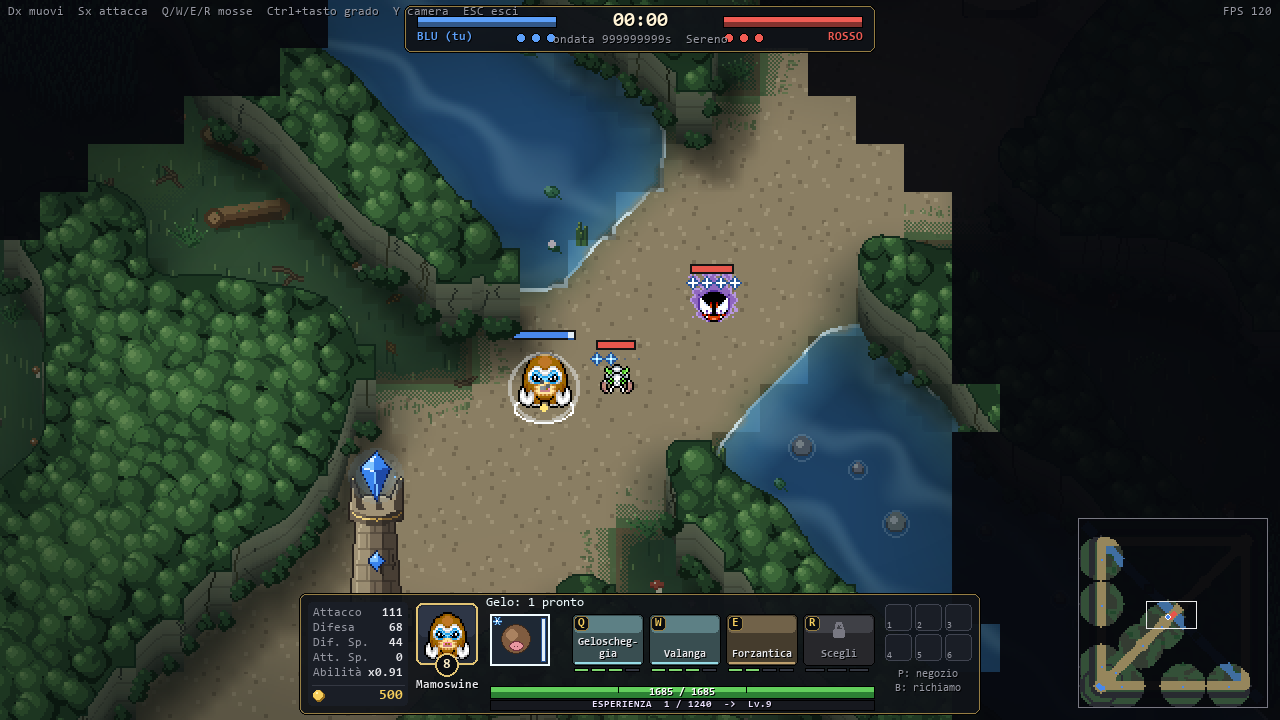 Dx muovi  Sx attacca  Q/W/E/R mosse  Ctrl+tasto grado  Y camera  ESC esci
FPS 120
00:00
BLU (tu)
ondata 999999999s  Sereno
ROSSO
Gelo: 1 pronto
Attacco 111
Difesa 68
Dif. Sp. 44
Att. Sp. 0
Abilità x0.91
500
8
Mamoswine
Q
Geloscheg-
gia
W
Valanga
E
Forzantica
R
Scegli
1 2 3
4 5 6
P: negozio
B: richiamo
1685 / 1685
ESPERIENZA  1 / 1240  ->  Lv.9